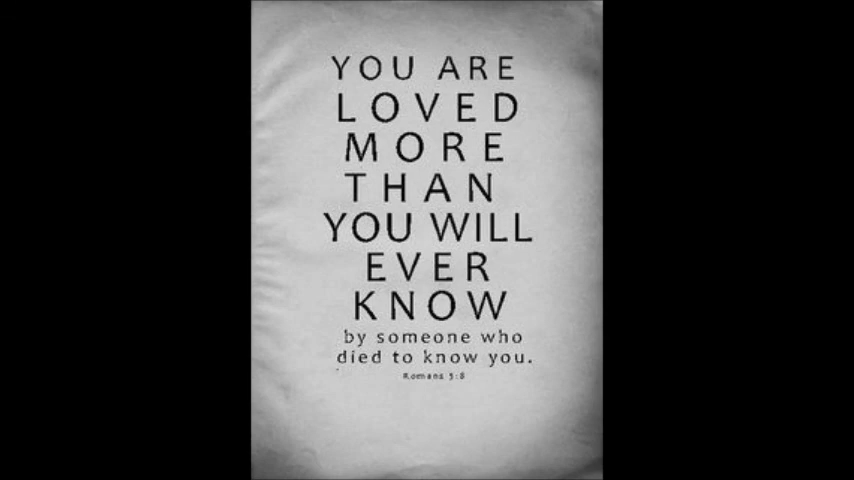 YOU ARE
LOVED
MORE
THAN
YOU WILL
EVER
KNOW
by someone who
died to know you.
Romans 5:8